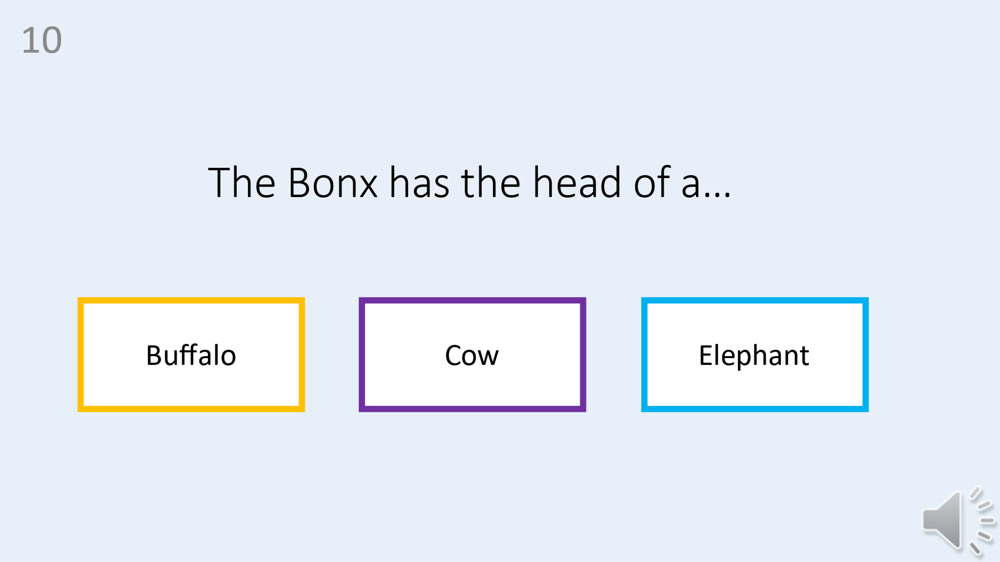 10
The Bonx has the head of a...
Buffalo
Cow
Elephant